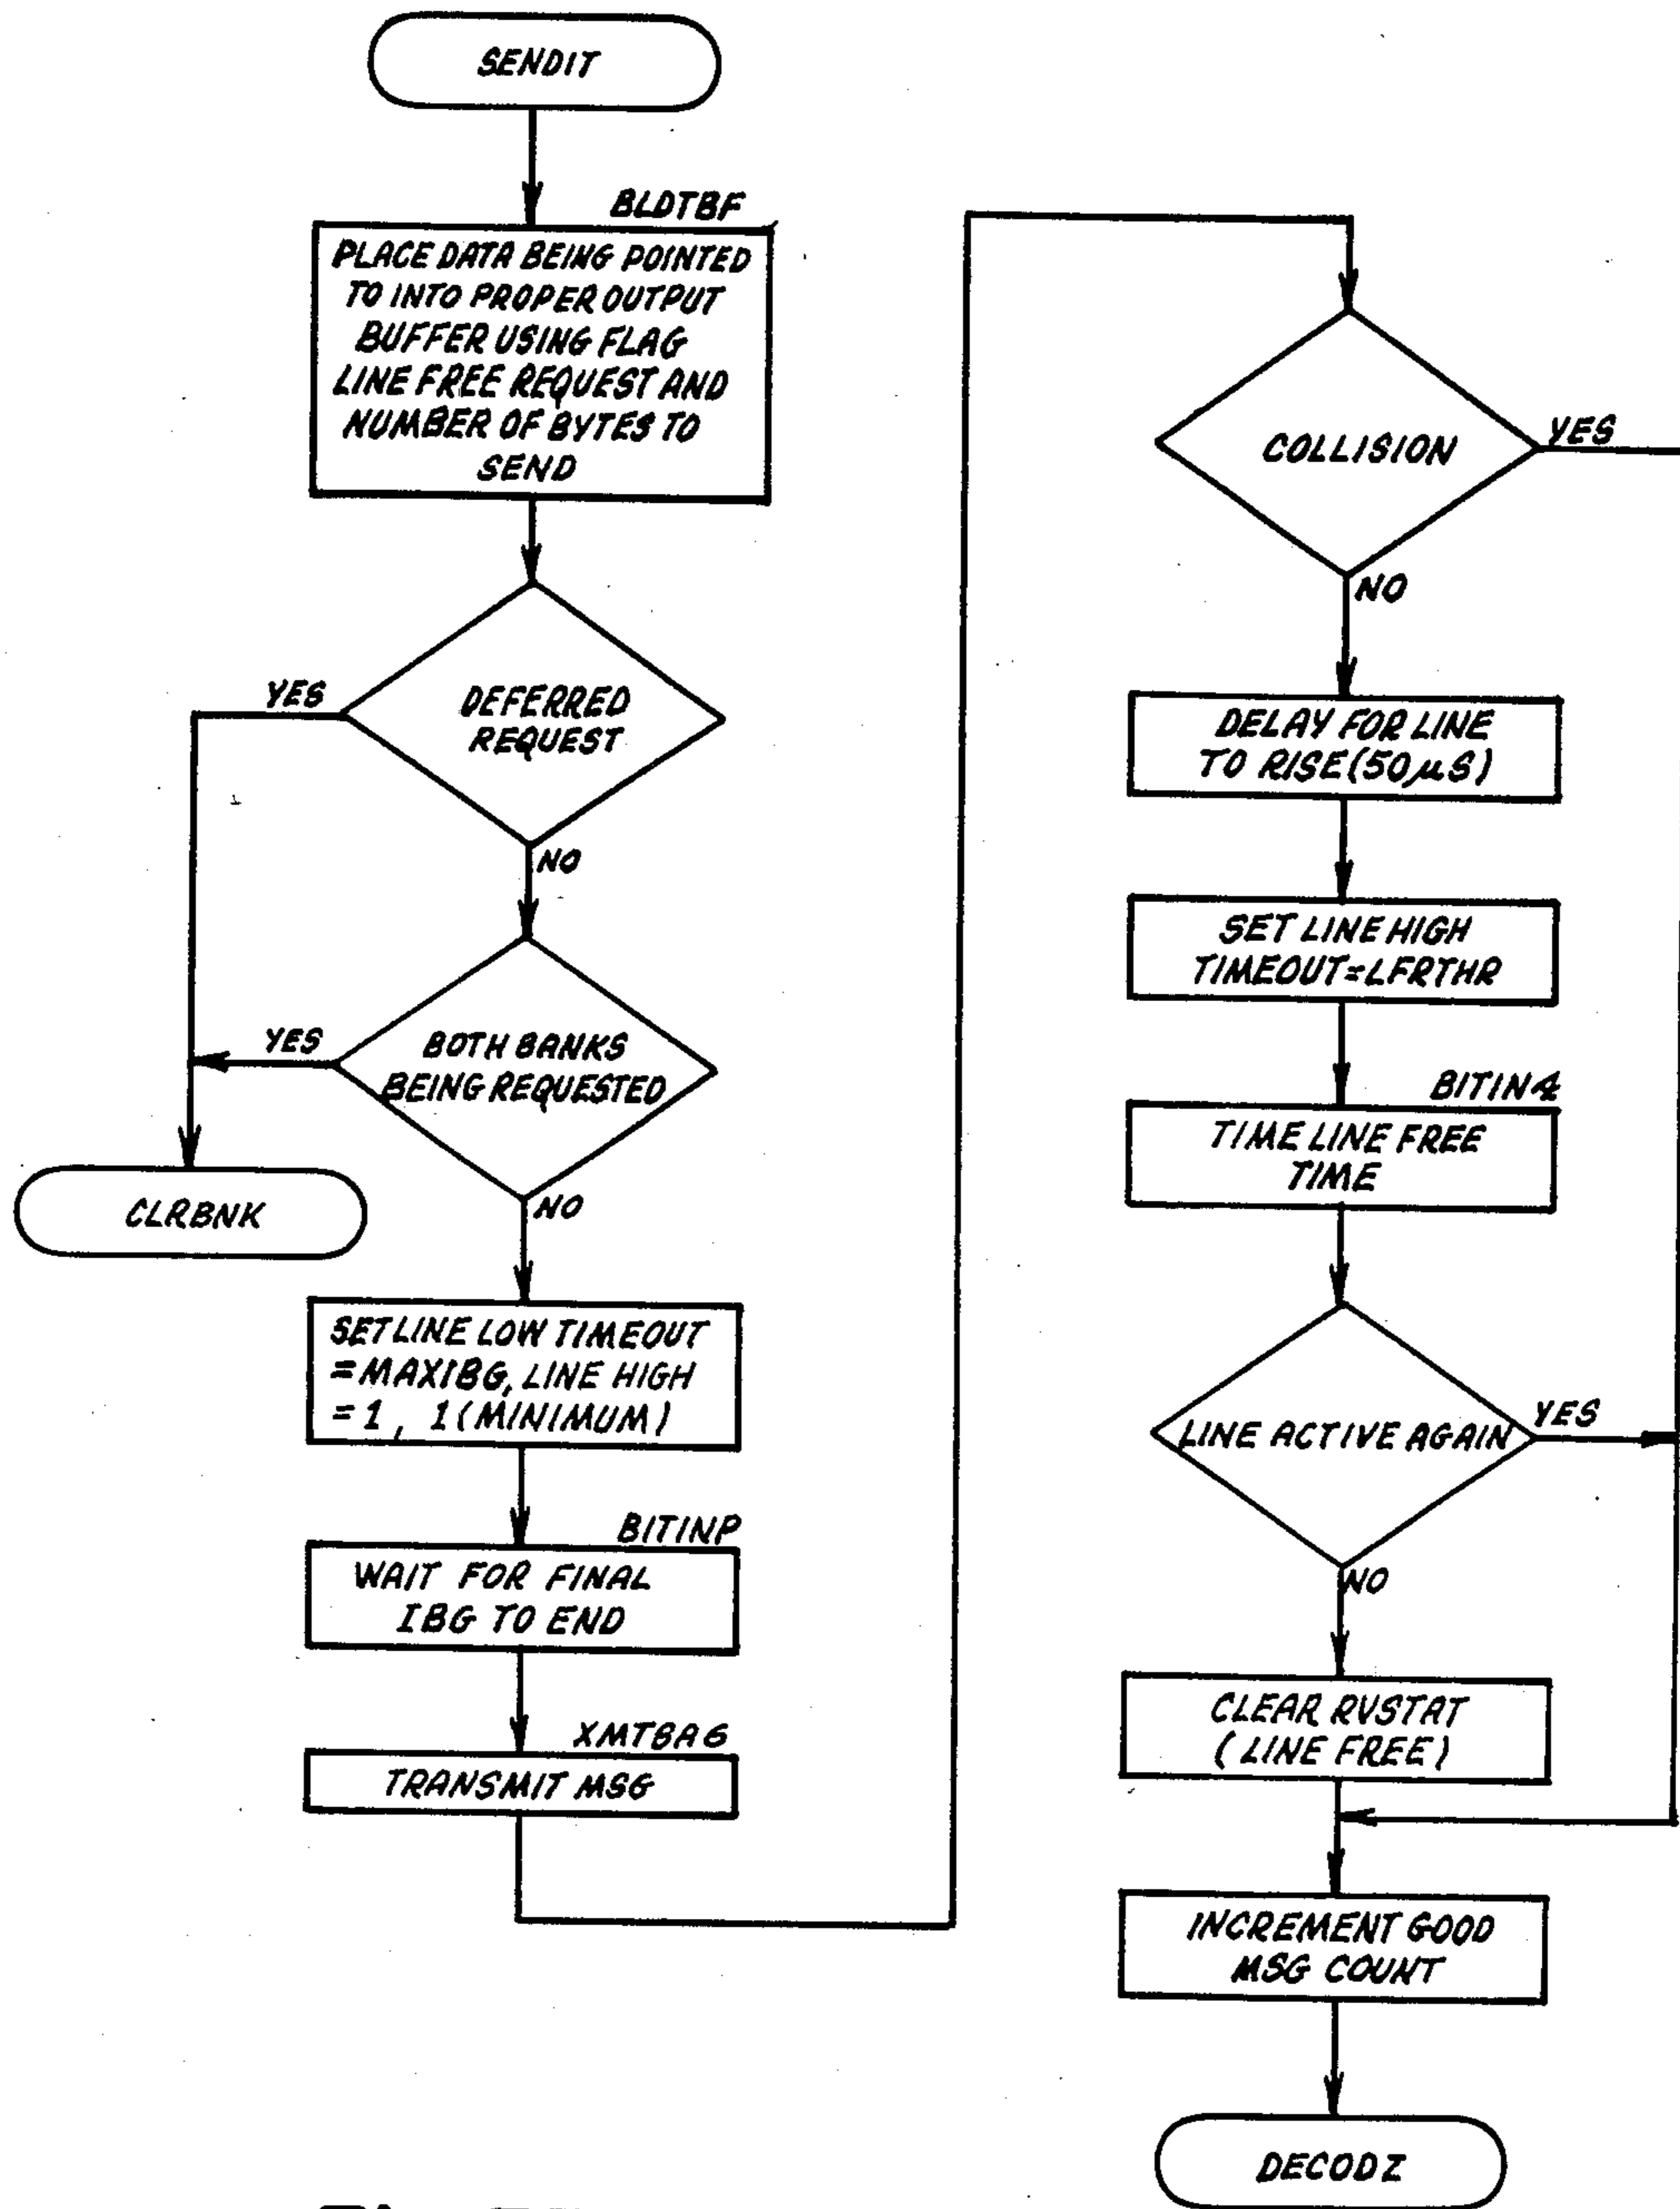 SENDIT
BLDTBF
PLACE DATA BEING POINTED
TO INTO PROPER OUTPUT
BUFFER USING FLAG
LINE FREE REQUEST AND
NUMBER OF BYTES TO
SEND
YES
DEFERRED
REQUEST
NO
YES
BOTH BANKS
BEING REQUESTED
CLRBNK
NO
SET LINE LOW TIMEOUT
=MAXIBG, LINE HIGH
=1, 1(MINIMUM)
BITINP
WAIT FOR FINAL
IBG TO END
XMTBAG
TRANSMIT MSG
COLLISION
YES
NO
DELAY FOR LINE
TO RISE(50μS)
SET LINE HIGH
TIMEOUT=LFRTHR
BITIN4
TIME LINE FREE
TIME
LINE ACTIVE AGAIN
YES
NO
CLEAR RVSTAT
(LINE FREE)
INCREMENT GOOD
MSG COUNT
DECODZ